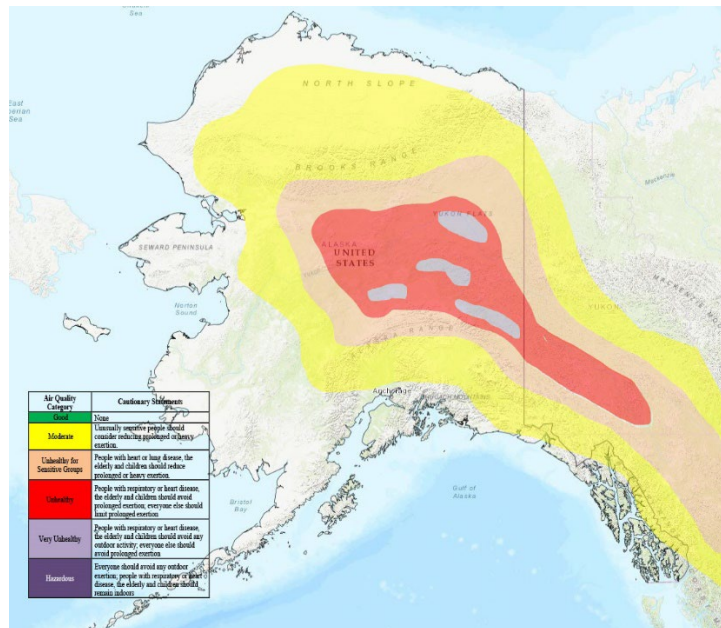 Sea
East
erian
Sea
NORTH SLOPE
BROOKS RANGE
Mackenzie
YUKON FLATS
SEWARD PENINSULA
ALASKA
UNITED
STATES
MACKENZIE MO
Norton
Sound
YUKON
RANGE
Anchorage
Gulf of
Alaska
Bristol
Bay
Air Quality
Category
Cautionary Statements
Good
None
Moderate
Unusually sensitive people should
consider reducing prolonged or heavy
exertion.
Unhealthy for
Sensitive Groups
People with heart or lung disease, the
elderly and children should reduce
prolonged or heavy exertion.
Unhealthy
People with respiratory or heart disease,
the elderly and children should avoid
prolonged exertion; everyone else should
limit prolonged exertion
Very Unhealthy
People with respiratory or heart disease,
the elderly and children should avoid any
outdoor activity; everyone else should
avoid prolonged exertion
Hazardous
Everyone should avoid any outdoor
exertion, people with respiratory or heart
disease, the elderly and children should
remain indoors